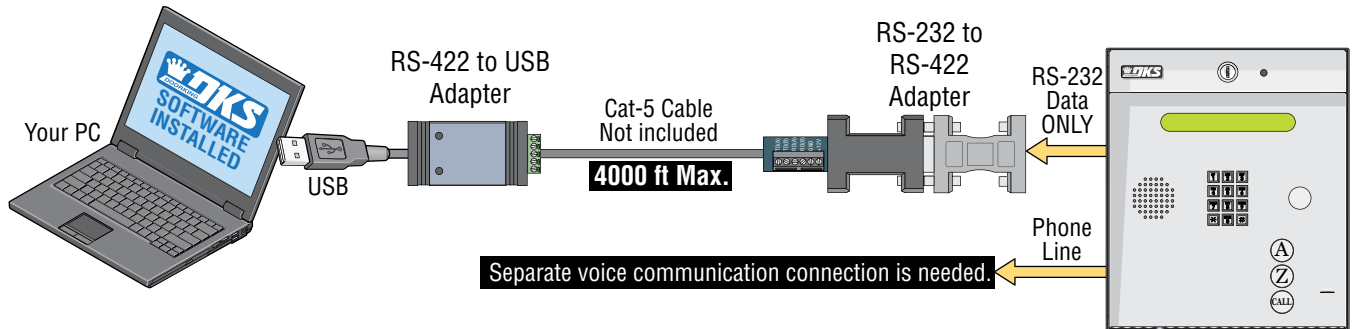 Your PC
DOORKING
DKS
SOFTWARE
INSTALLED
USB
RS-422 to USB
Adapter
Cat-5 Cable
Not included
4000 ft Max.
RS-232 to
RS-422
Adapter
GND
+12V
RS-232
Data
ONLY
Phone
Line
Separate voice communication connection is needed.
DKS
A
Z
CALL